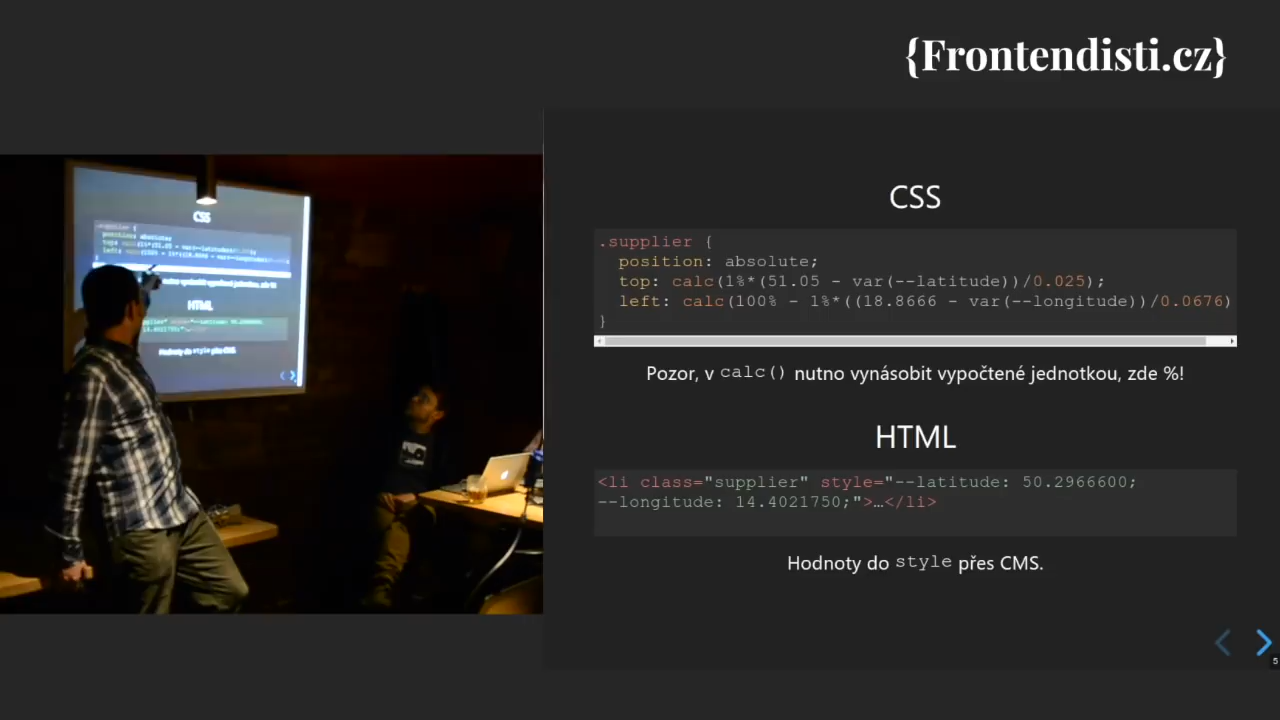 {Frontendisti.cz}
CSS
.supplier {
position: absolute;
top: calc(1%*(51.05 - var(--latitude))/0.025);
left: calc(100% - 1%*((18.8666 - var(--longitude))/0.0676)
}
Pozor, v calc() nutno vynásobit vypočtené jednotkou, zde %!
HTML
<li class="supplier" style="--latitude: 50.2966600;
--longitude: 14.4021750;">…</li>
Hodnoty do style přes CMS.
5